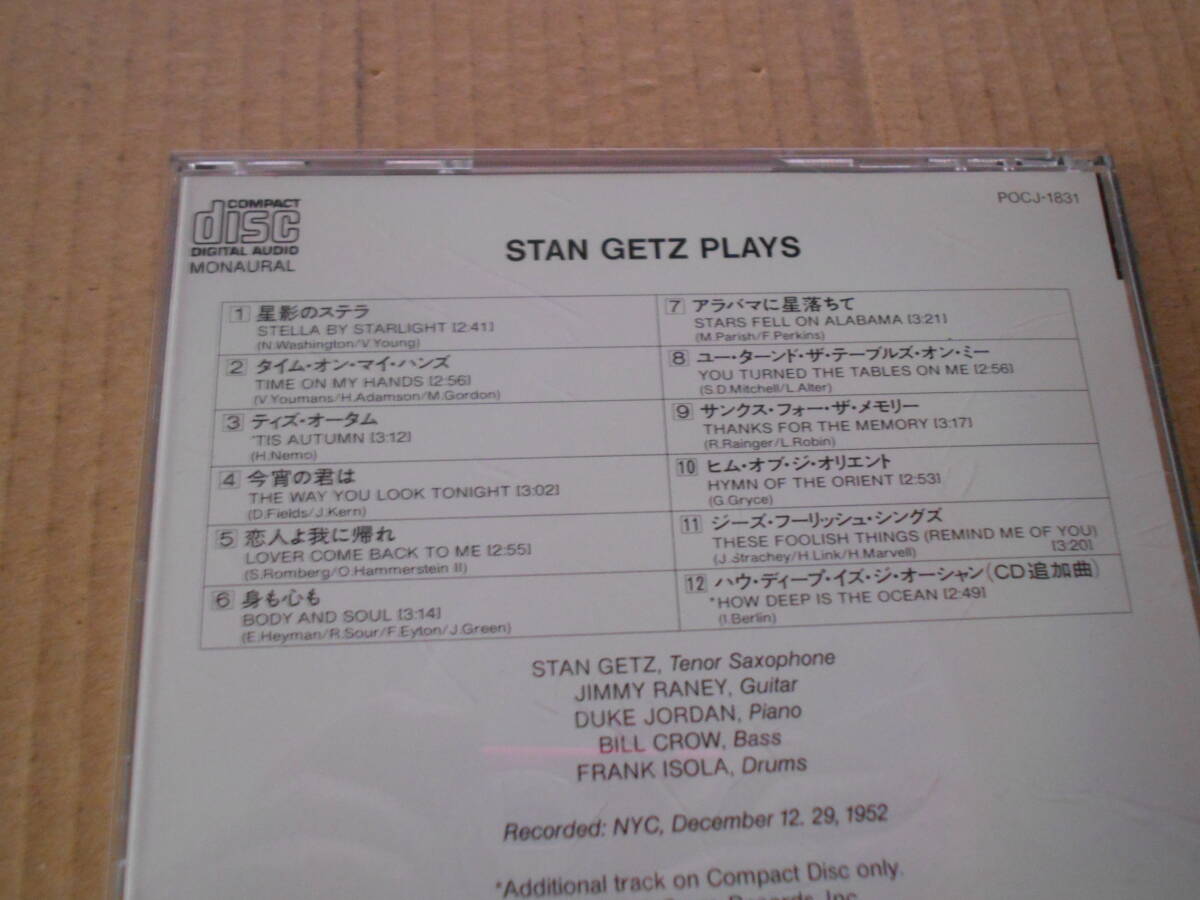 COMPACT
disc
DIGITAL AUDIO
MONAURAL
POCJ-1831
STAN GETZ PLAYS
1 星影のステラ
STELLA BY STARLIGHT [2:41]
(N.Washington/V.Young)
2 タイム・オン・マイ・ハンズ
TIME ON MY HANDS [2:56]
(V.Youmans/H.Adamson/M.Gordon)
3 ティズ・オータム
'TIS AUTUMN [3:12]
(H.Nemo)
4 今宵の君は
THE WAY YOU LOOK TONIGHT [3:02]
(D.Fields/J.Kern)
5 恋人よ我に帰れ
LOVER COME BACK TO ME [2:55]
(S.Romberg/O.Hammerstein II)
6 身も心も
BODY AND SOUL [3:14]
(E.Heyman/R.Sour/F.Eyton/J.Green)
7 アラバマに星落ちて
STARS FELL ON ALABAMA [3:21]
(M.Parish/F.Perkins)
8 ユー・ターンド・ザ・テーブルズ・オン・ミー
YOU TURNED THE TABLES ON ME [2:56]
(S.D.Mitchell/L.Alter)
9 サンクス・フォー・ザ・メモリー
THANKS FOR THE MEMORY [3:17]
(R.Rainger/L.Robin)
10 ヒム・オブ・ジ・オリエント
HYMN OF THE ORIENT [2:53]
(G.Gryce)
11 ジーズ・フーリッシュ・シングズ
THESE FOOLISH THINGS (REMIND ME OF YOU)
(J.Strachey/H.Link/H.Marvell) [3:20]
12 ハウ・ディープ・イズ・ジ・オーシャン(CD追加曲)
*HOW DEEP IS THE OCEAN [2:49]
(I.Berlin)
STAN GETZ, Tenor Saxophone
JIMMY RANEY, Guitar
DUKE JORDAN, Piano
BILL CROW, Bass
FRANK ISOLA, Drums
Recorded: NYC, December 12. 29, 1952
*Additional track on Compact Disc only.
Records, Inc.